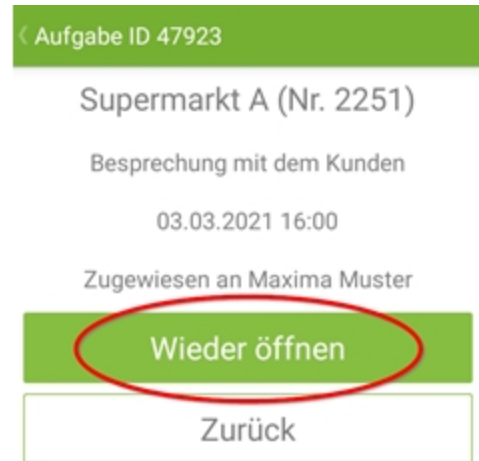 Aufgabe ID 47923
Supermarkt A (Nr. 2251)
Besprechung mit dem Kunden
03.03.2021 16:00
Zugewiesen an Maxima Muster
Wieder öffnen
Zurück